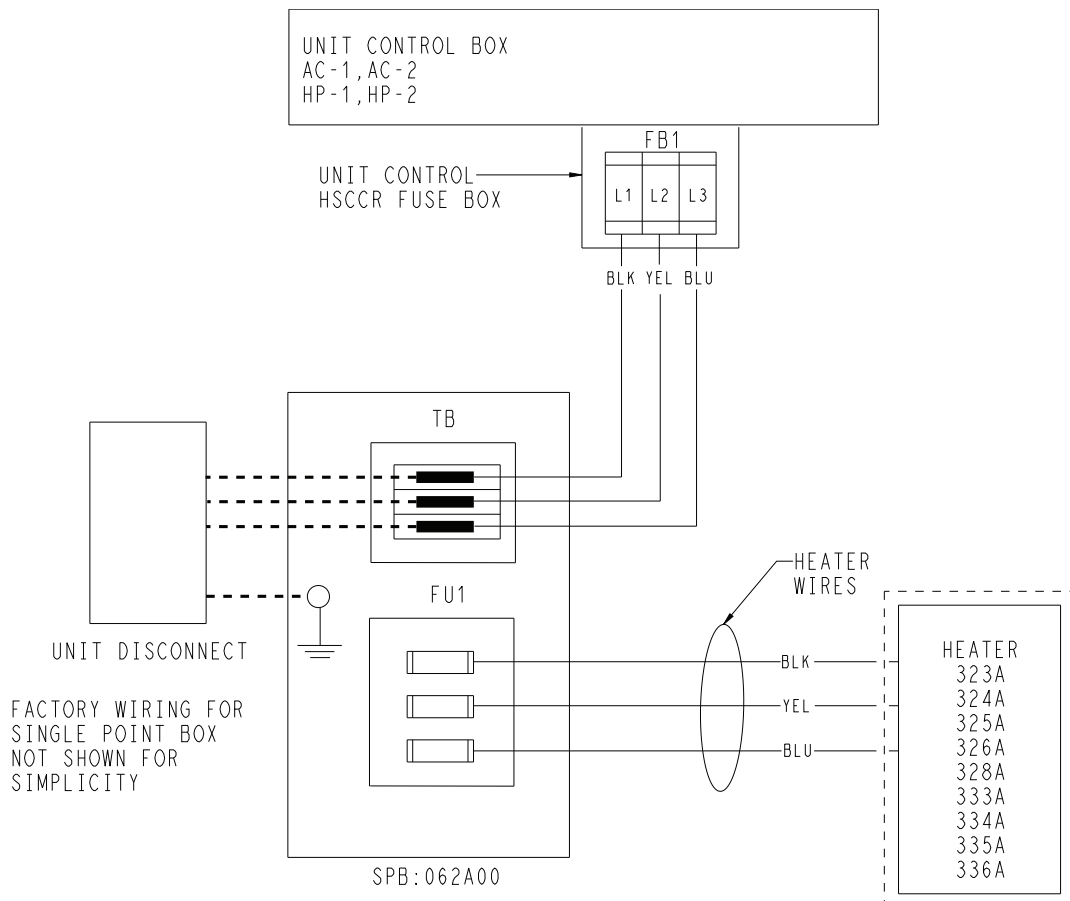 UNIT CONTROL BOX
AC-1,AC-2
HP-1,HP-2
FB1
UNIT CONTROL
HSCCR FUSE BOX
L1 L2 L3
BLK YEL BLU
TB
HEATER
WIRES
FU1
UNIT DISCONNECT
FACTORY WIRING FOR
SINGLE POINT BOX
NOT SHOWN FOR
SIMPLICITY
BLK
YEL
BLU
HEATER
323A
324A
325A
326A
328A
333A
334A
335A
336A
SPB:062A00